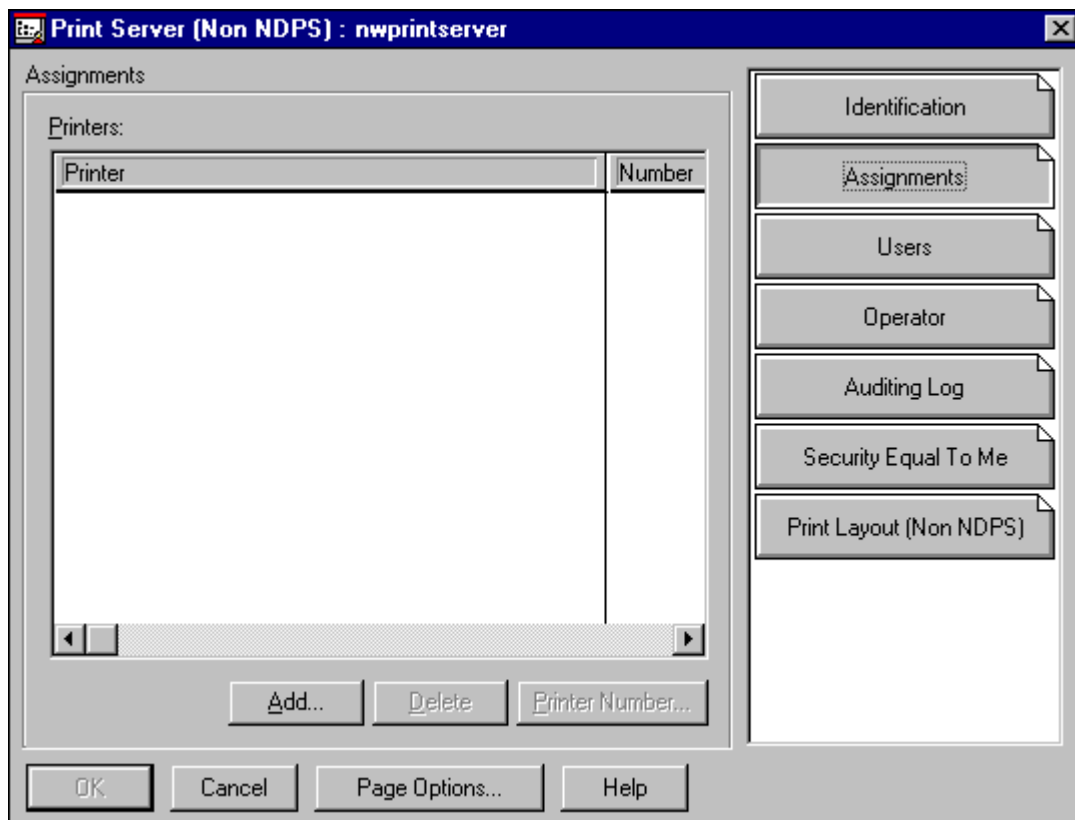 Print Server (Non NDPS) : nwprintserver
Assignments
Printers:
Printer
Number
Add...
Delete
Printer Number...
Identification
Assignments
Users
Operator
Auditing Log
Security Equal To Me
Print Layout (Non NDPS)
OK
Cancel
Page Options...
Help